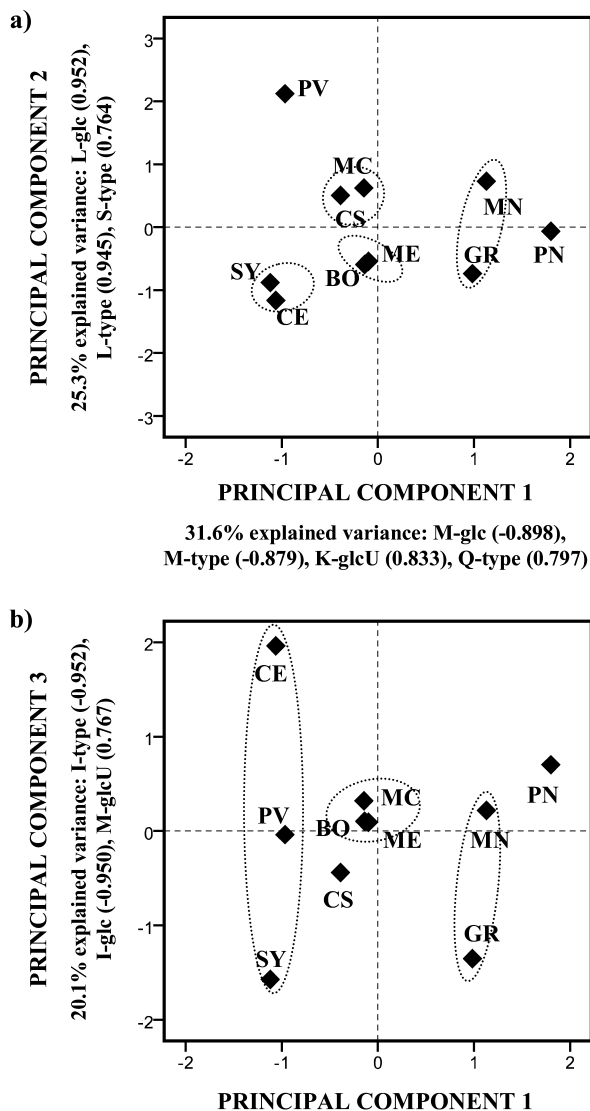 a)
PRINCIPAL COMPONENT 2
25.3% explained variance: L-glc (0.952),
L-type (0.945), S-type (0.764)
3
2
1
0
-1
-2
-3
PV
MC
CS
MN
PN
GR
ME
BO
SY
CE
-2
-1
0
1
2
PRINCIPAL COMPONENT 1
31.6% explained variance: M-glc (-0.898),
M-type (-0.879), K-glcU (0.833), Q-type (0.797)
b)
PRINCIPAL COMPONENT 3
20.1% explained variance: I-type (-0.952),
I-glc (-0.950), M-glcU (0.767)
2
1
0
-1
-2
CE
PN
MC
PV
BO
ME
MN
CS
GR
SY
-2
-1
0
1
2
PRINCIPAL COMPONENT 1